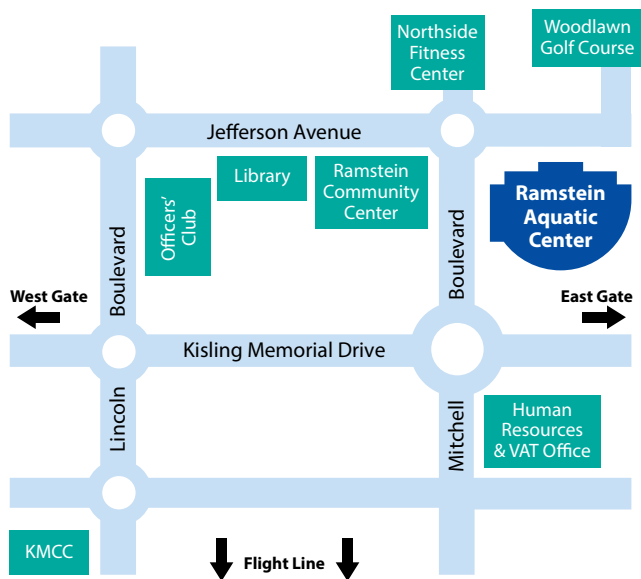 Northside
Fitness
Center
Woodlawn
Golf Course
Jefferson Avenue
Officers'
Club
Library
Ramstein
Community
Center
Ramstein
Aquatic
Center
Boulevard
Boulevard
West Gate
East Gate
Kisling Memorial Drive
Lincoln
Mitchell
Human
Resources
& VAT Office
KMCC
Flight Line